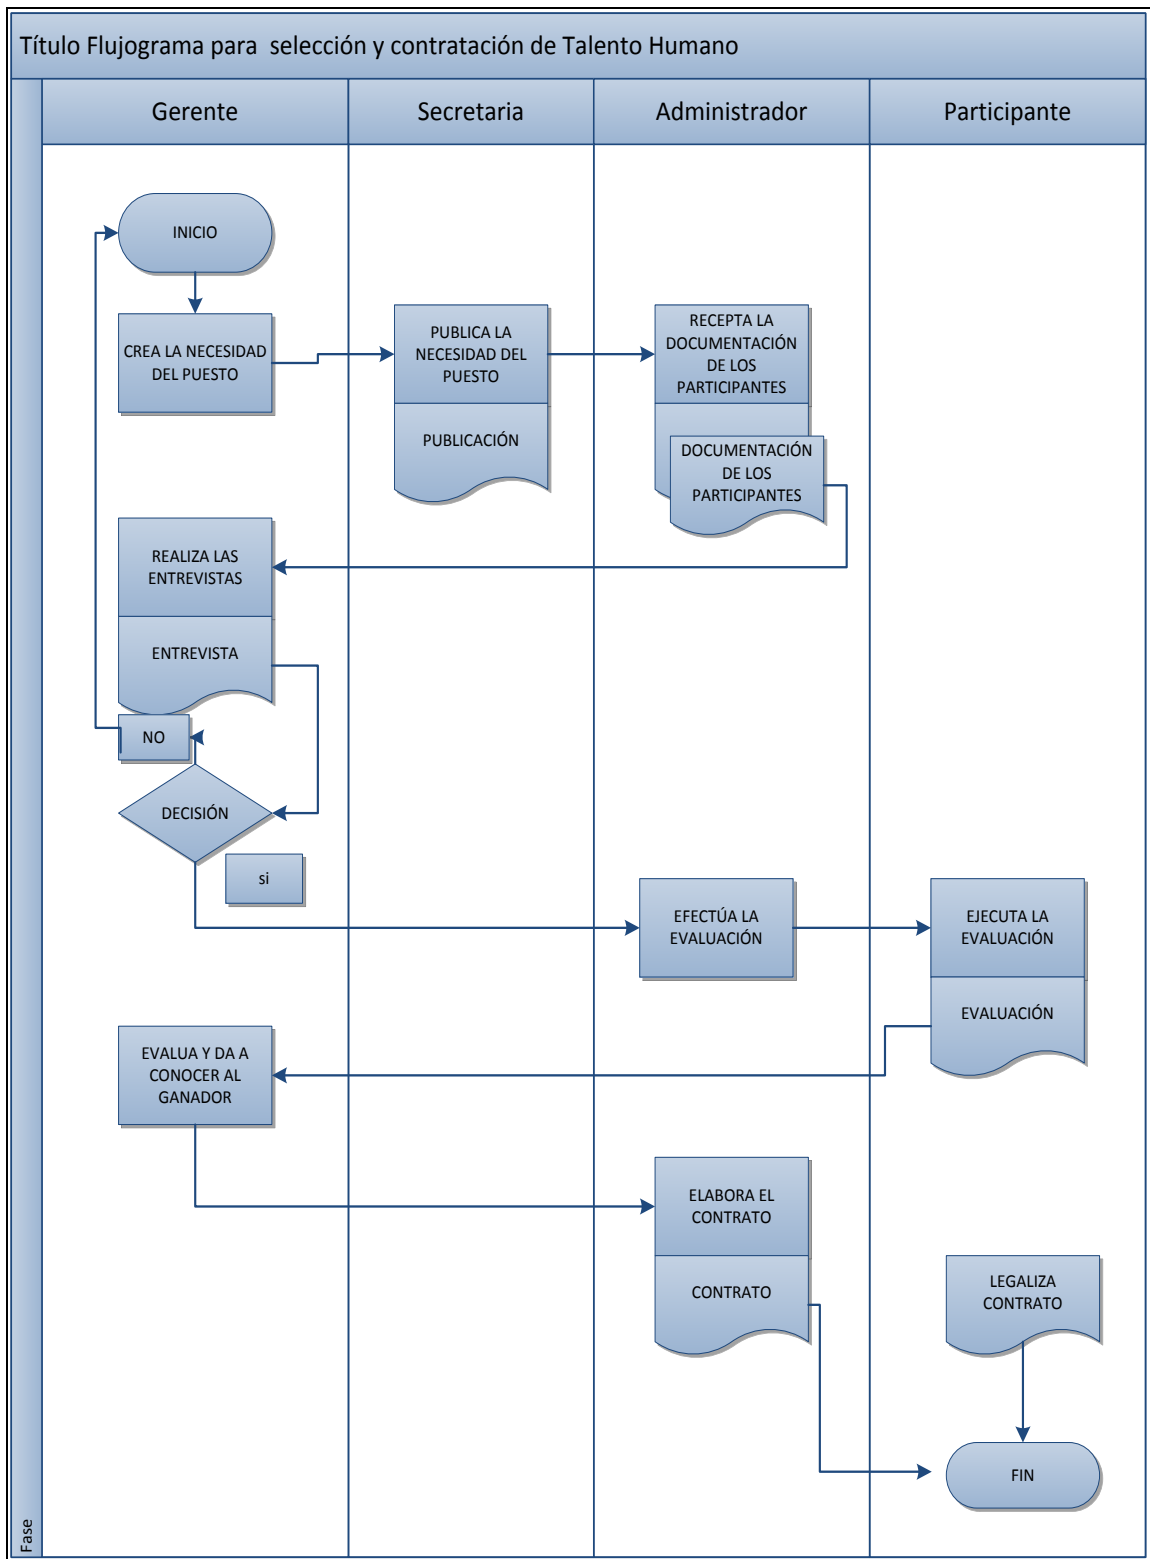 Título Flujograma para  selección y contratación de Talento Humano
Gerente
Secretaria
Administrador
Participante
INICIO
CREA LA NECESIDAD
DEL PUESTO
PUBLICA LA
NECESIDAD DEL
PUESTO
PUBLICACIÓN
RECEPTA LA
DOCUMENTACIÓN
DE LOS
PARTICIPANTES
DOCUMENTACIÓN
DE LOS
PARTICIPANTES
REALIZA LAS
ENTREVISTAS
ENTREVISTA
NO
DECISIÓN
si
EFECTÚA LA
EVALUACIÓN
EJECUTA LA
EVALUACIÓN
EVALUACIÓN
EVALUA Y DA A
CONOCER AL
GANADOR
ELABORA EL
CONTRATO
CONTRATO
LEGALIZA
CONTRATO
FIN
Fase